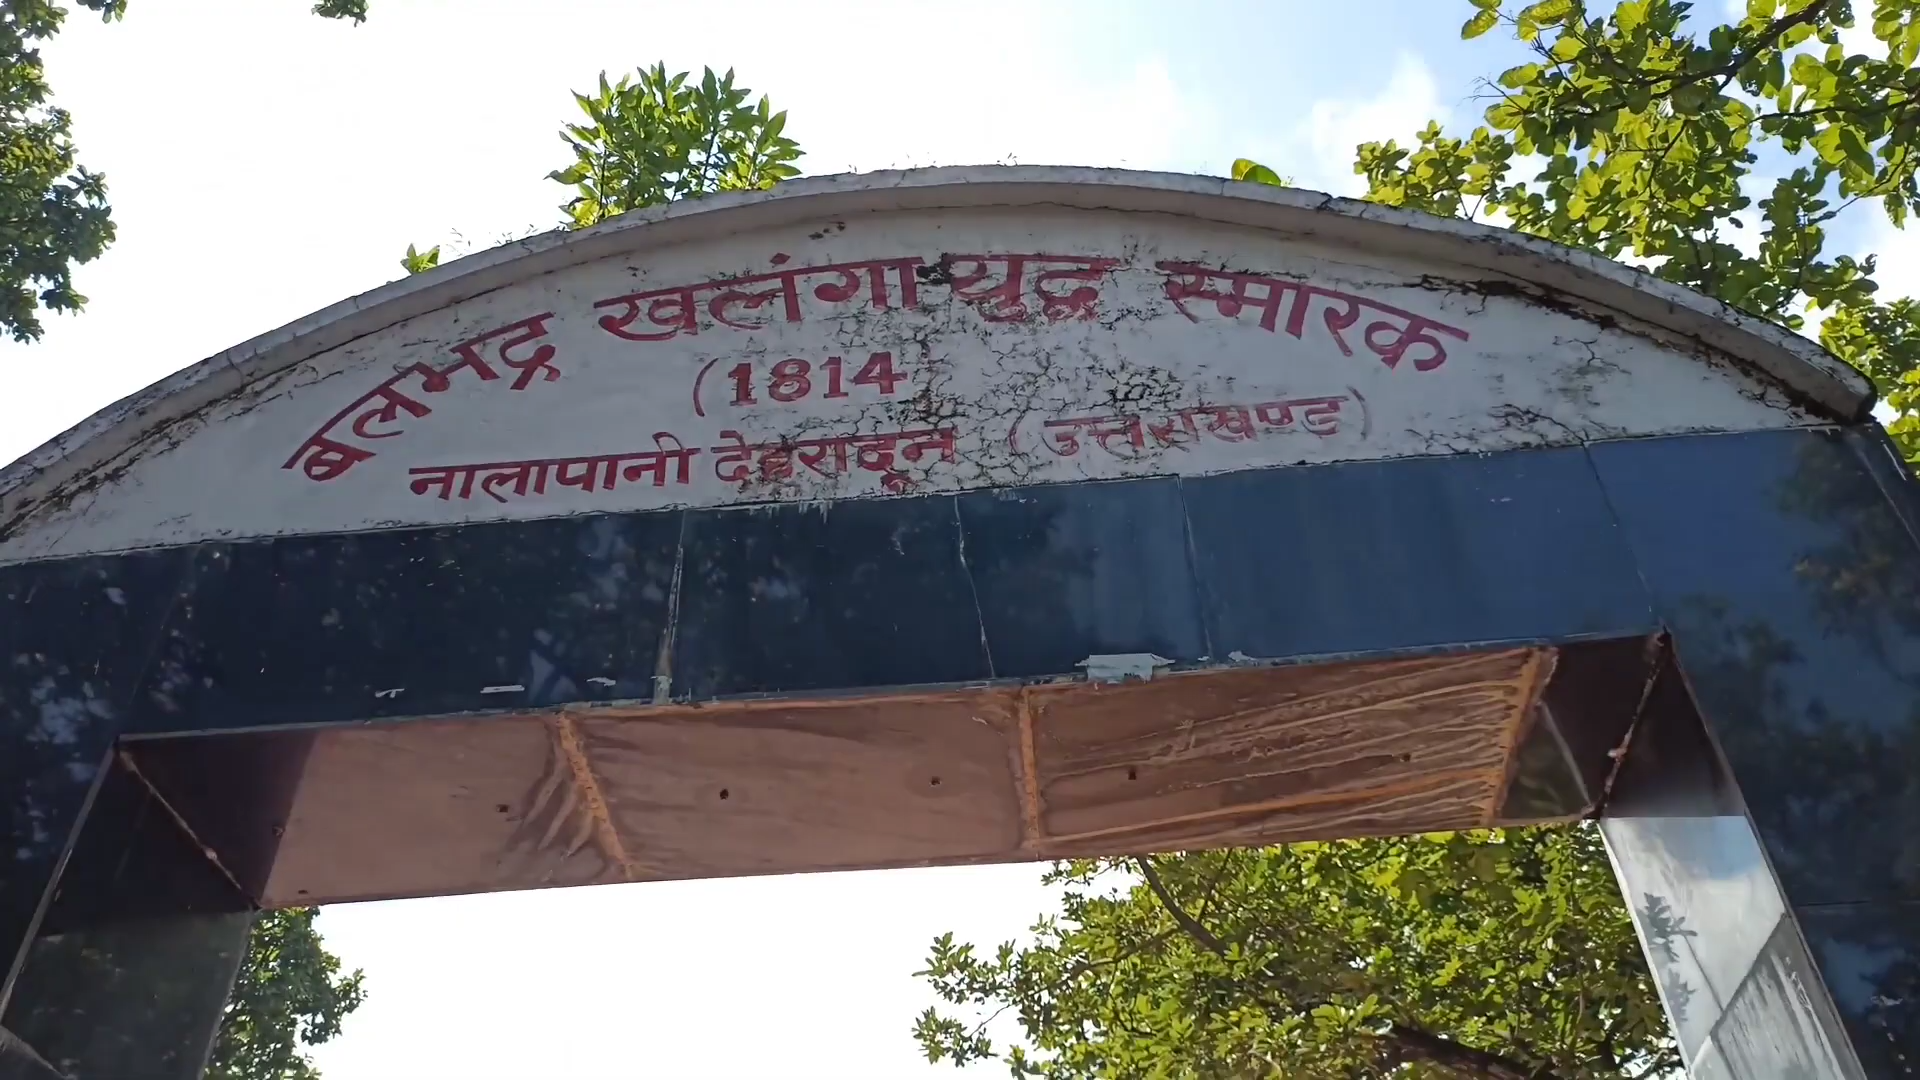 बलभद्र खलंगा युद्ध स्मारक
(1814
नालापानी देहरादून (उत्तराखण्ड)